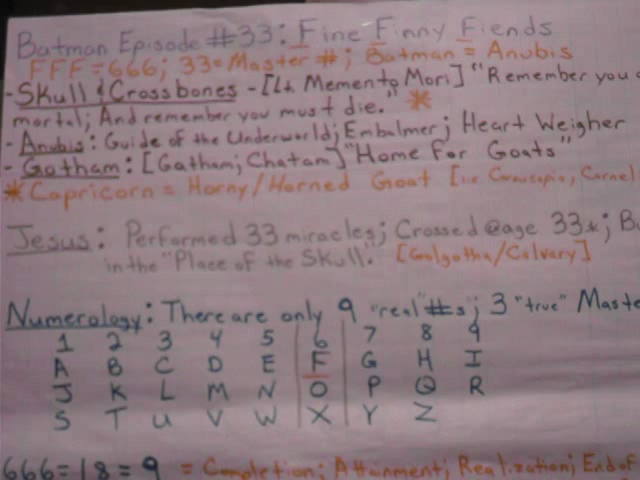 Batman Episode #33: Fine Finny Fiends
FFF=666; 33=Master #; Batman = Anubis
- Skull & Crossbones - [Lt. Memento Mori] "Remember you
mortal; And remember you must die." *
- Anubis: Guide of the Underworld; Embalmer; Heart Weigher
- Gotham: [Gatham; Chatam] "Home For Goats"
* Capricorn = Horny/Horned Goat [i.e. Cornucopia, Carnel
Jesus: Performed 33 miracles; Crossed @age 33*; Bu
in the "Place of the Skull." [Golgotha/Calvary]
Numerology: There are only 9 "real" #s; 3 "true" Maste
1 2 3 4 5 6 7 8 9
A B C D E F G H I
J K L M N O P Q R
S T U V W X Y Z
666=18=9 = Completion; Attainment; Realization; End of